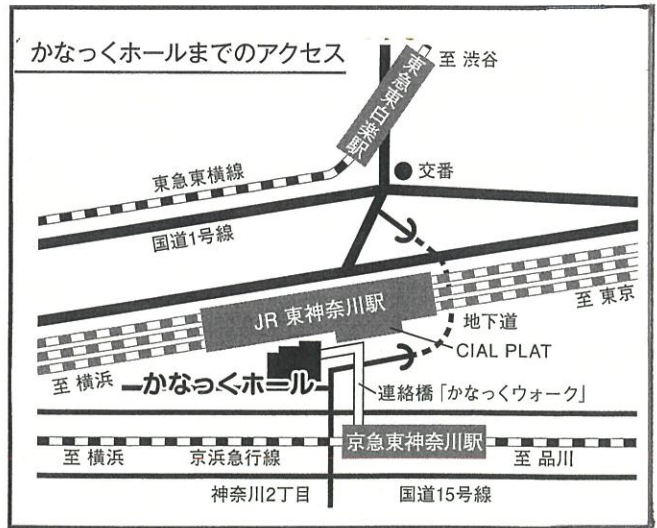 かなっくホールまでのアクセス
至 渋谷
東急東白楽駅
交番
東急東横線
国道1号線
JR 東神奈川駅
至 東京
地下道
CIAL PLAT
至 横浜
かなっくホール
連絡橋「かなっくウォーク」
京急東神奈川駅
至 横浜
京浜急行線
至 品川
神奈川2丁目
国道15号線